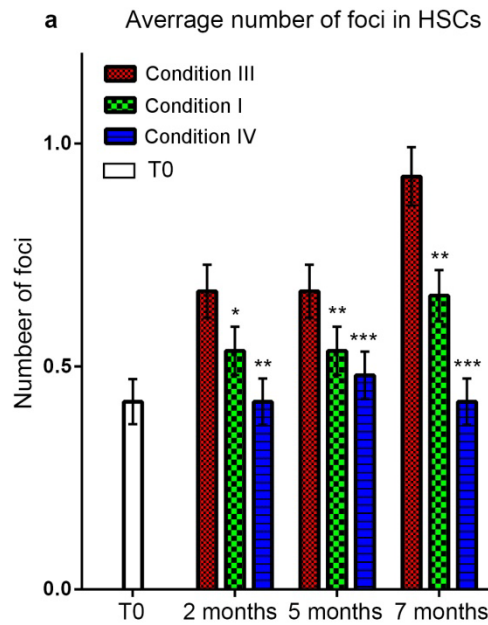 a Averrage number of foci in HSCs
Condition III
Condition I
Condition IV
T0
Numbeer of foci
1.0
0.5
0.0
* ** ** *** ** ***
T0 2 months 5 months 7 months